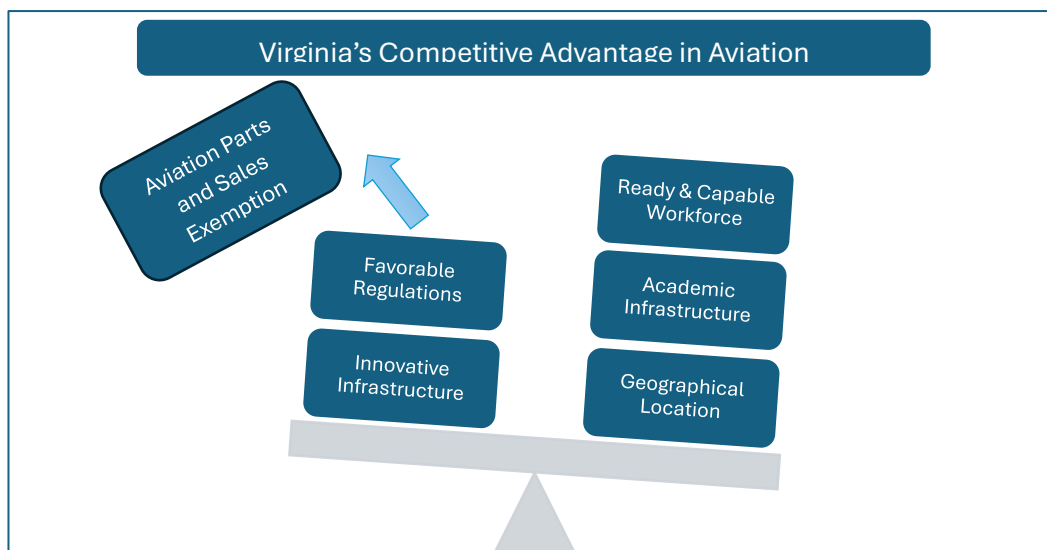 Virginia’s Competitive Advantage in Aviation
Aviation Parts
and Sales
Exemption
Favorable
Regulations
Innovative
Infrastructure
Ready & Capable
Workforce
Academic
Infrastructure
Geographical
Location